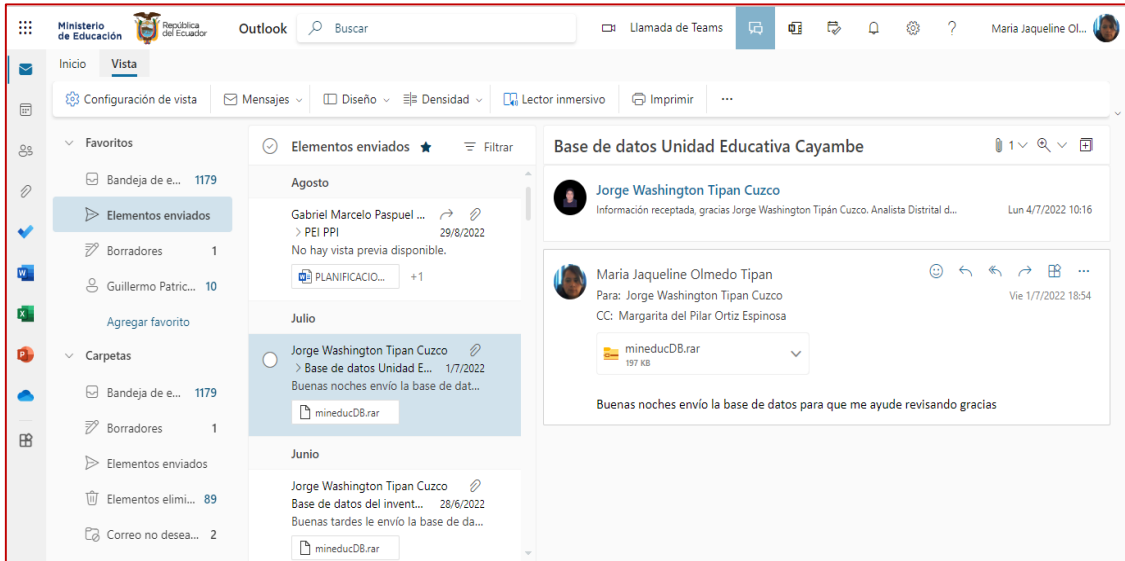 Ministerio
de Educación
República
del Ecuador
Outlook
Buscar
Llamada de Teams
Maria Jaqueline Ol...
Inicio
Vista
Configuración de vista
Mensajes
Diseño
Densidad
Lector inmersivo
Imprimir
...
Favoritos
Bandeja de e... 1179
Elementos enviados
Borradores 1
Guillermo Patric... 10
Agregar favorito
Carpetas
Bandeja de e... 1179
Borradores 1
Elementos enviados
Elementos elimi... 89
Correo no desea... 2
Elementos enviados
Filtrar
Agosto
Gabriel Marcelo Paspuel ...
> PEI PPI 29/8/2022
No hay vista previa disponible.
PLANIFICACIO... +1
Julio
Jorge Washington Tipan Cuzco
> Base de datos Unidad E... 1/7/2022
Buenas noches envío la base de dat...
mineducDB.rar
Junio
Jorge Washington Tipan Cuzco
Base de datos del invent... 28/6/2022
Buenas tardes le envío la base de da...
mineducDB.rar
Base de datos Unidad Educativa Cayambe
1
Jorge Washington Tipan Cuzco
Información receptada, gracias Jorge Washington Tipán Cuzco. Analista Distrital d... Lun 4/7/2022 10:16
Maria Jaqueline Olmedo Tipan
...
Para: Jorge Washington Tipan Cuzco
Vie 1/7/2022 18:54
CC: Margarita del Pilar Ortiz Espinosa
mineducDB.rar
197 KB
Buenas noches envío la base de datos para que me ayude revisando gracias